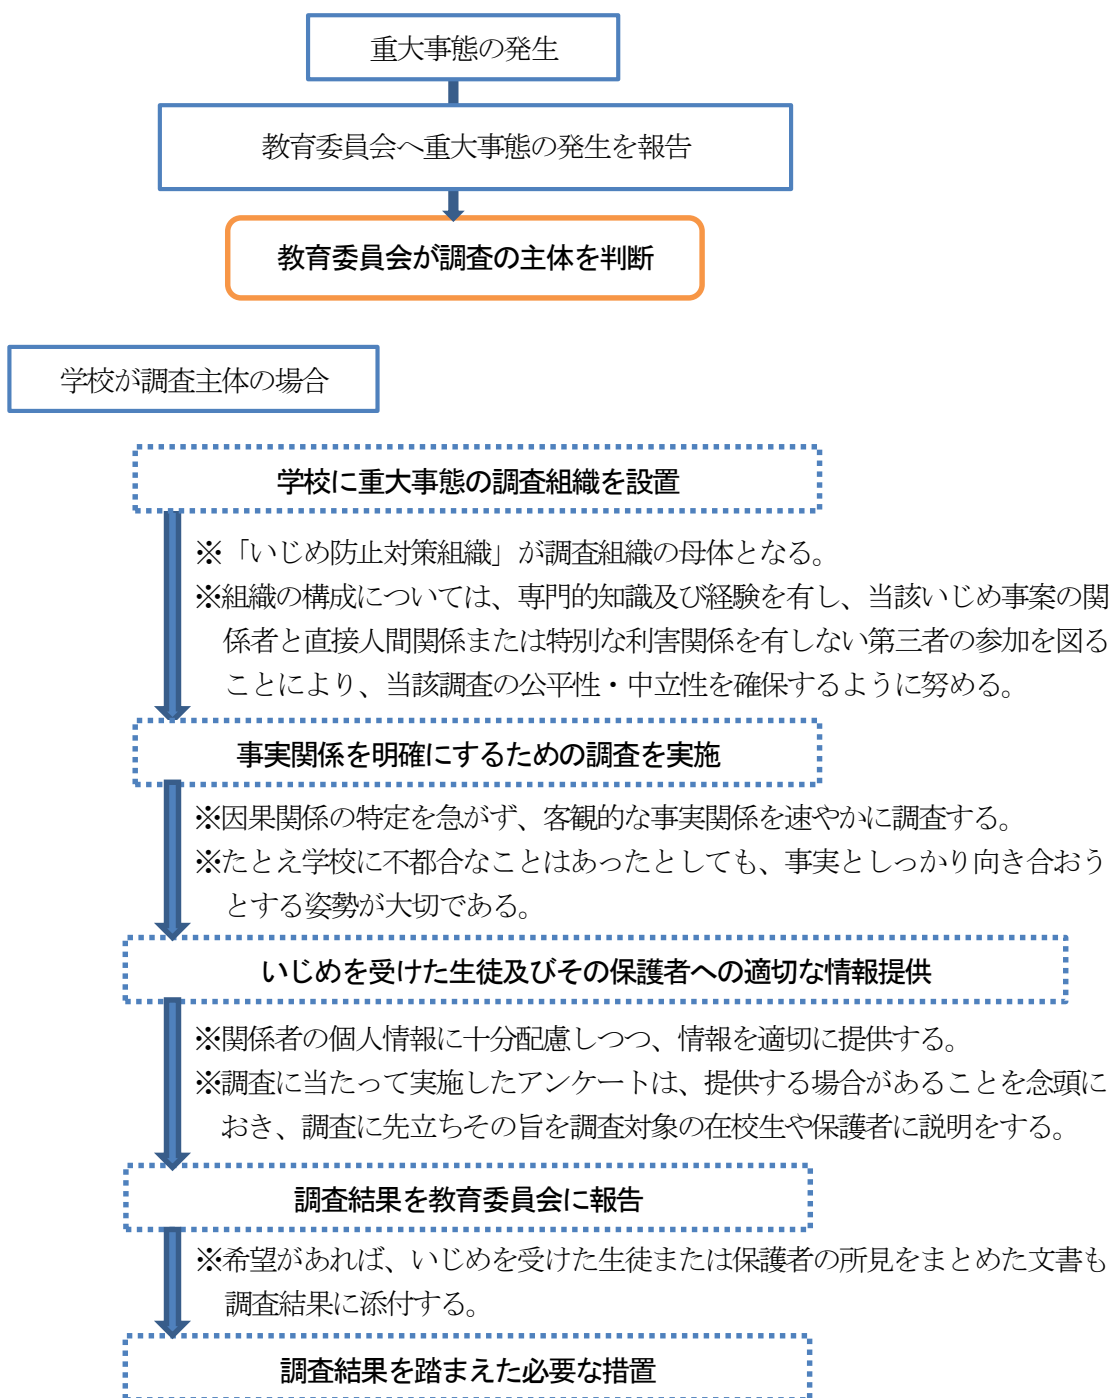 重大事態の発生
教育委員会へ重大事態の発生を報告
教育委員会が調査の主体を判断
学校が調査主体の場合
学校に重大事態の調査組織を設置
※「いじめ防止対策組織」が調査組織の母体となる。
※組織の構成については、専門的知識及び経験を有し、当該いじめ事案の関
係者と直接人間関係または特別な利害関係を有しない第三者の参加を図る
ことにより、当該調査の公平性・中立性を確保するように努める。
事実関係を明確にするための調査を実施
※因果関係の特定を急がず、客観的な事実関係を速やかに調査する。
※たとえ学校に不都合なことはあったとしても、事実としっかり向き合おう
とする姿勢が大切である。
いじめを受けた生徒及びその保護者への適切な情報提供
※関係者の個人情報に十分配慮しつつ、情報を適切に提供する。
※調査に当たって実施したアンケートは、提供する場合があることを念頭に
おき、調査に先立ちその旨を調査対象の在校生や保護者に説明をする。
調査結果を教育委員会に報告
※希望があれば、いじめを受けた生徒または保護者の所見をまとめた文書も
調査結果に添付する。
調査結果を踏まえた必要な措置